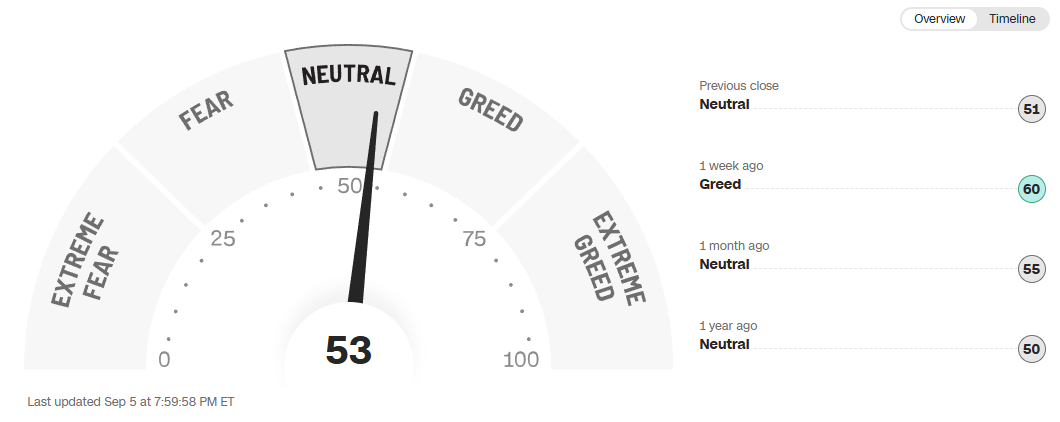 Overview Timeline
NEUTRAL
FEAR
GREED
EXTREME
FEAR
EXTREME
GREED
0
25
50
75
100
53
Last updated Sep 5 at 7:59:58 PM ET
Previous close
Neutral 51
1 week ago
Greed 60
1 month ago
Neutral 55
1 year ago
Neutral 50